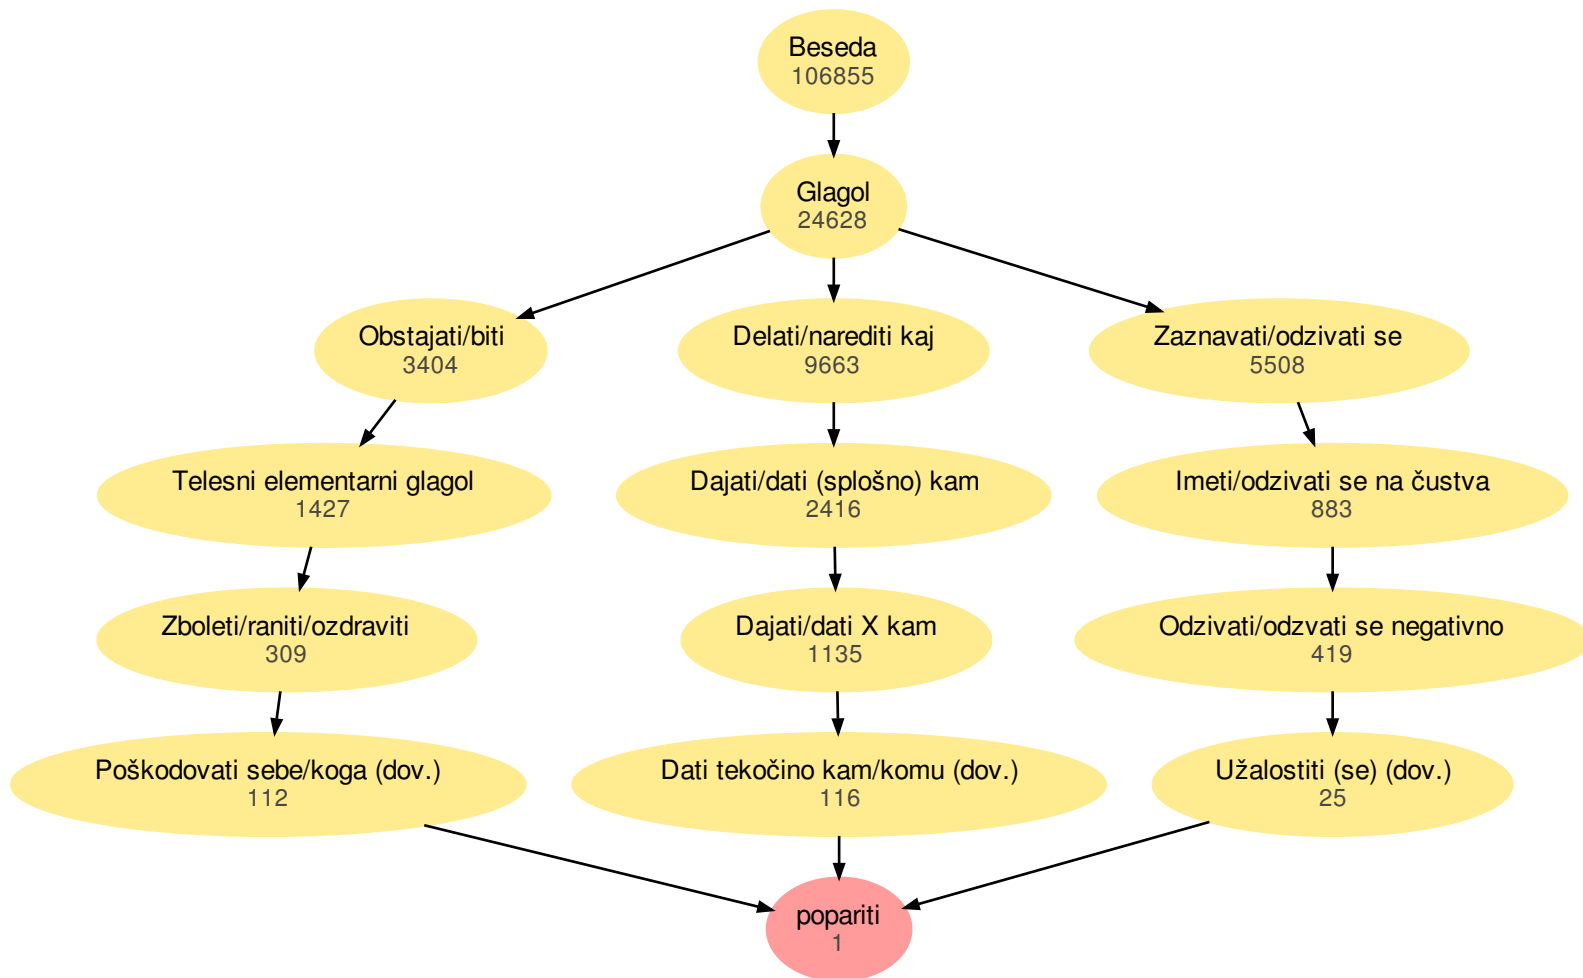 Beseda
106855
Glagol
24628
Obstajati/biti
3404
Delati/narediti kaj
9663
Zaznavati/odzivati se
5508
Telesni elementarni glagol
1427
Dajati/dati (splošno) kam
2416
Imeti/odzivati se na čustva
883
Zboleti/raniti/ozdraviti
309
Dajati/dati X kam
1135
Odzivati/odzvati se negativno
419
Poškodovati sebe/koga (dov.)
112
Dati tekočino kam/komu (dov.)
116
Užalostiti (se) (dov.)
25
popariti
1